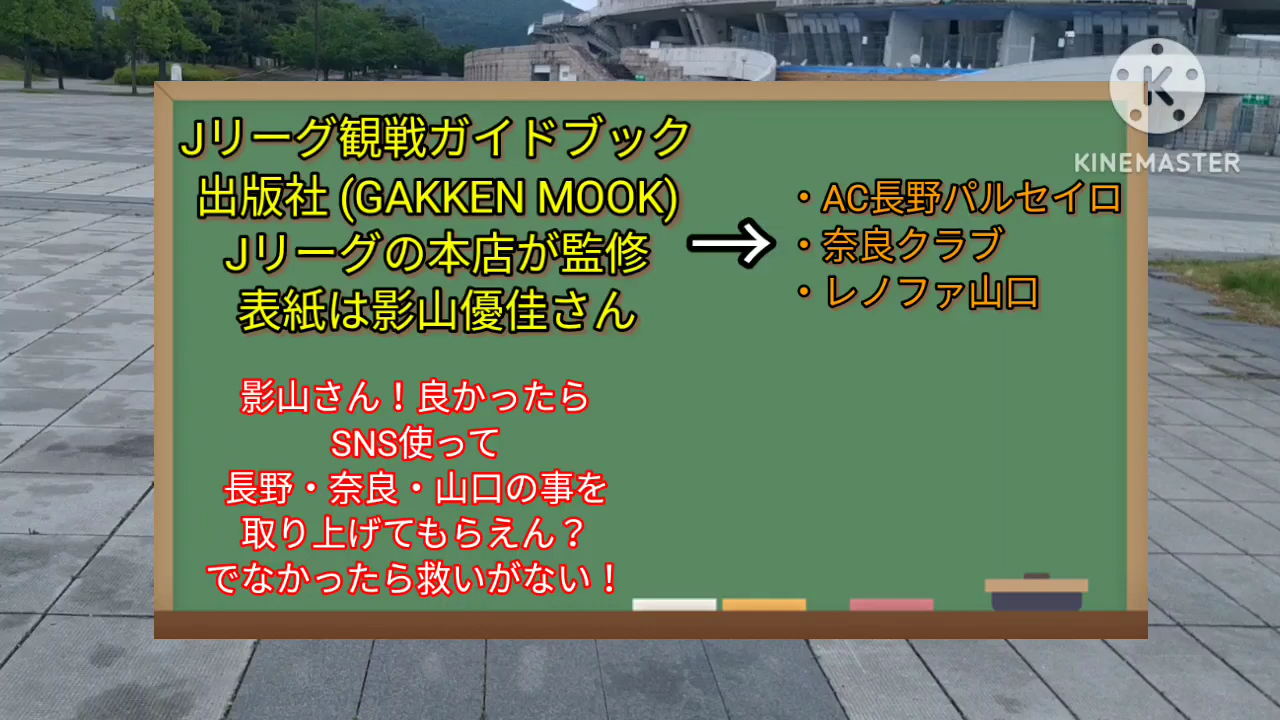 Jリーグ観戦ガイドブック
出版社 (GAKKEN MOOK)
Jリーグの本店が監修
表紙は影山優佳さん
・AC長野パルセイロ
・奈良クラブ
・レノファ山口
影山さん！良かったら
SNS使って
長野・奈良・山口の事を
取り上げてもらえん？
でなかったら救いがない！
K
KINEMASTER